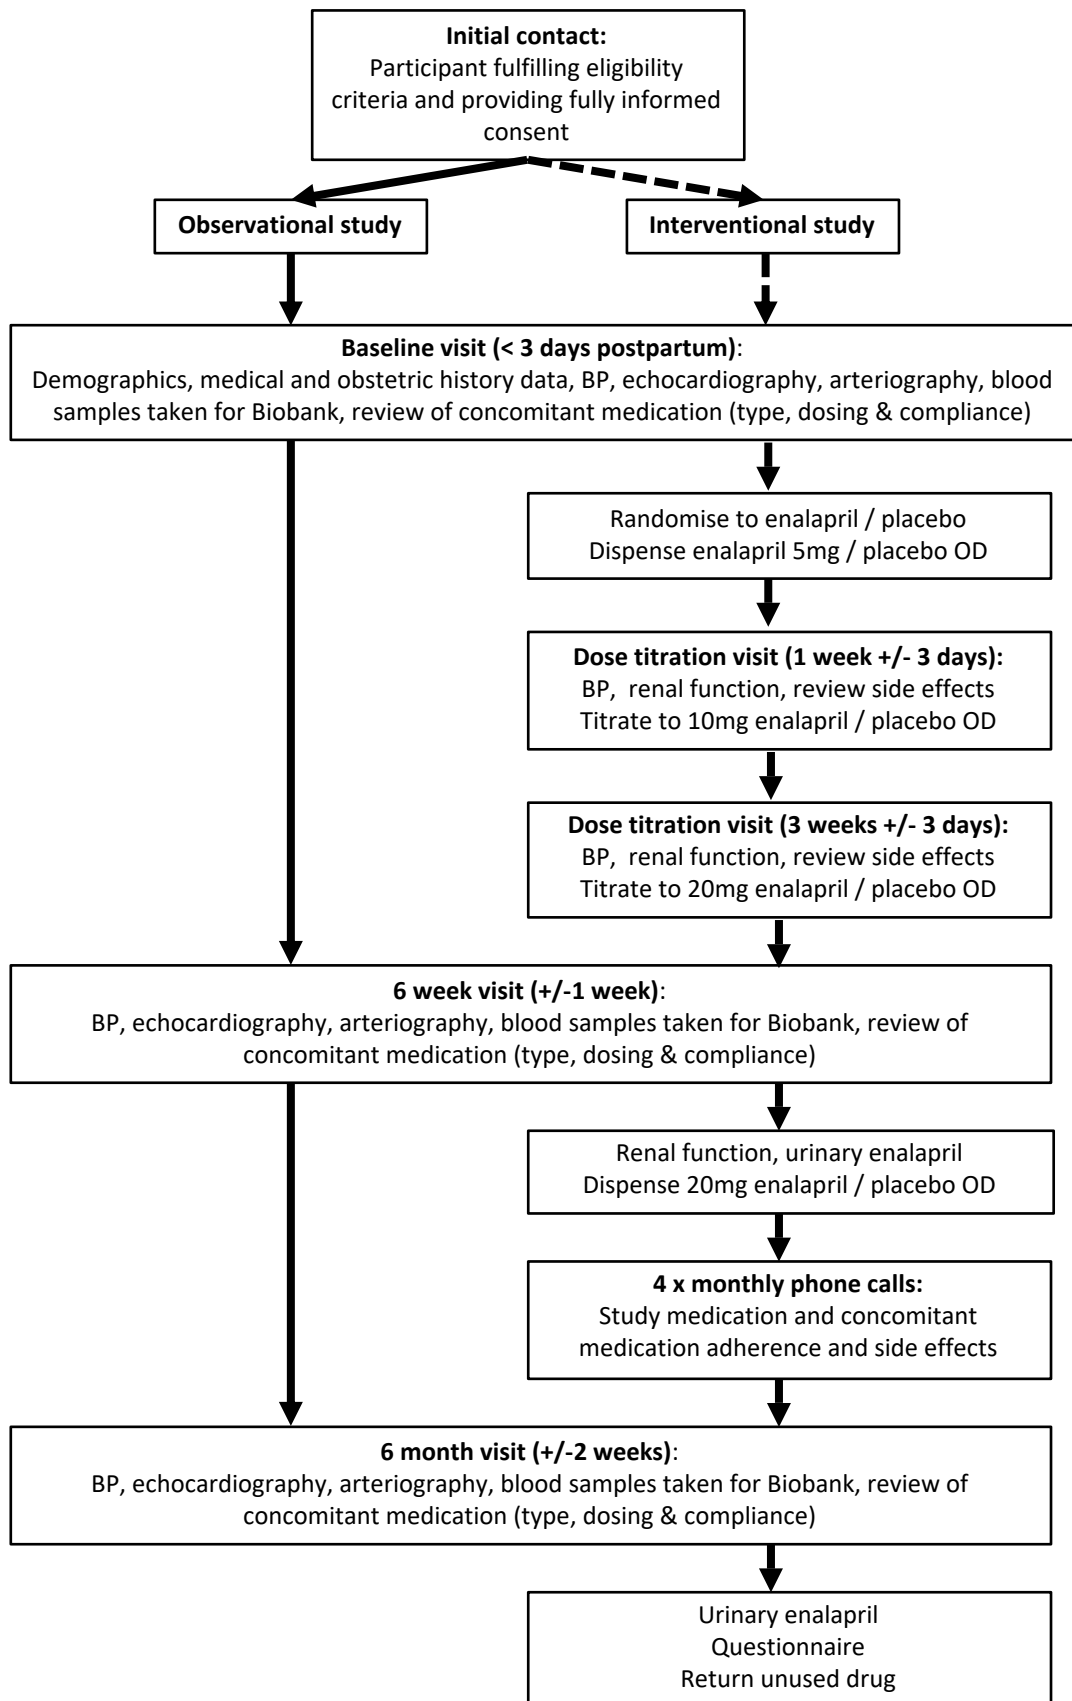 Initial contact:
Participant fulfilling eligibility
criteria and providing fully informed
consent
Observational study
Interventional study
Baseline visit (< 3 days postpartum):
Demographics, medical and obstetric history data, BP, echocardiography, arteriography, blood
samples taken for Biobank, review of concomitant medication (type, dosing & compliance)
Randomise to enalapril / placebo
Dispense enalapril 5mg / placebo OD
Dose titration visit (1 week +/- 3 days):
BP, renal function, review side effects
Titrate to 10mg enalapril / placebo OD
Dose titration visit (3 weeks +/- 3 days):
BP, renal function, review side effects
Titrate to 20mg enalapril / placebo OD
6 week visit (+/-1 week):
BP, echocardiography, arteriography, blood samples taken for Biobank, review of
concomitant medication (type, dosing & compliance)
Renal function, urinary enalapril
Dispense 20mg enalapril / placebo OD
4 x monthly phone calls:
Study medication and concomitant
medication adherence and side effects
6 month visit (+/-2 weeks):
BP, echocardiography, arteriography, blood samples taken for Biobank, review of
concomitant medication (type, dosing & compliance)
Urinary enalapril
Questionnaire
Return unused drug